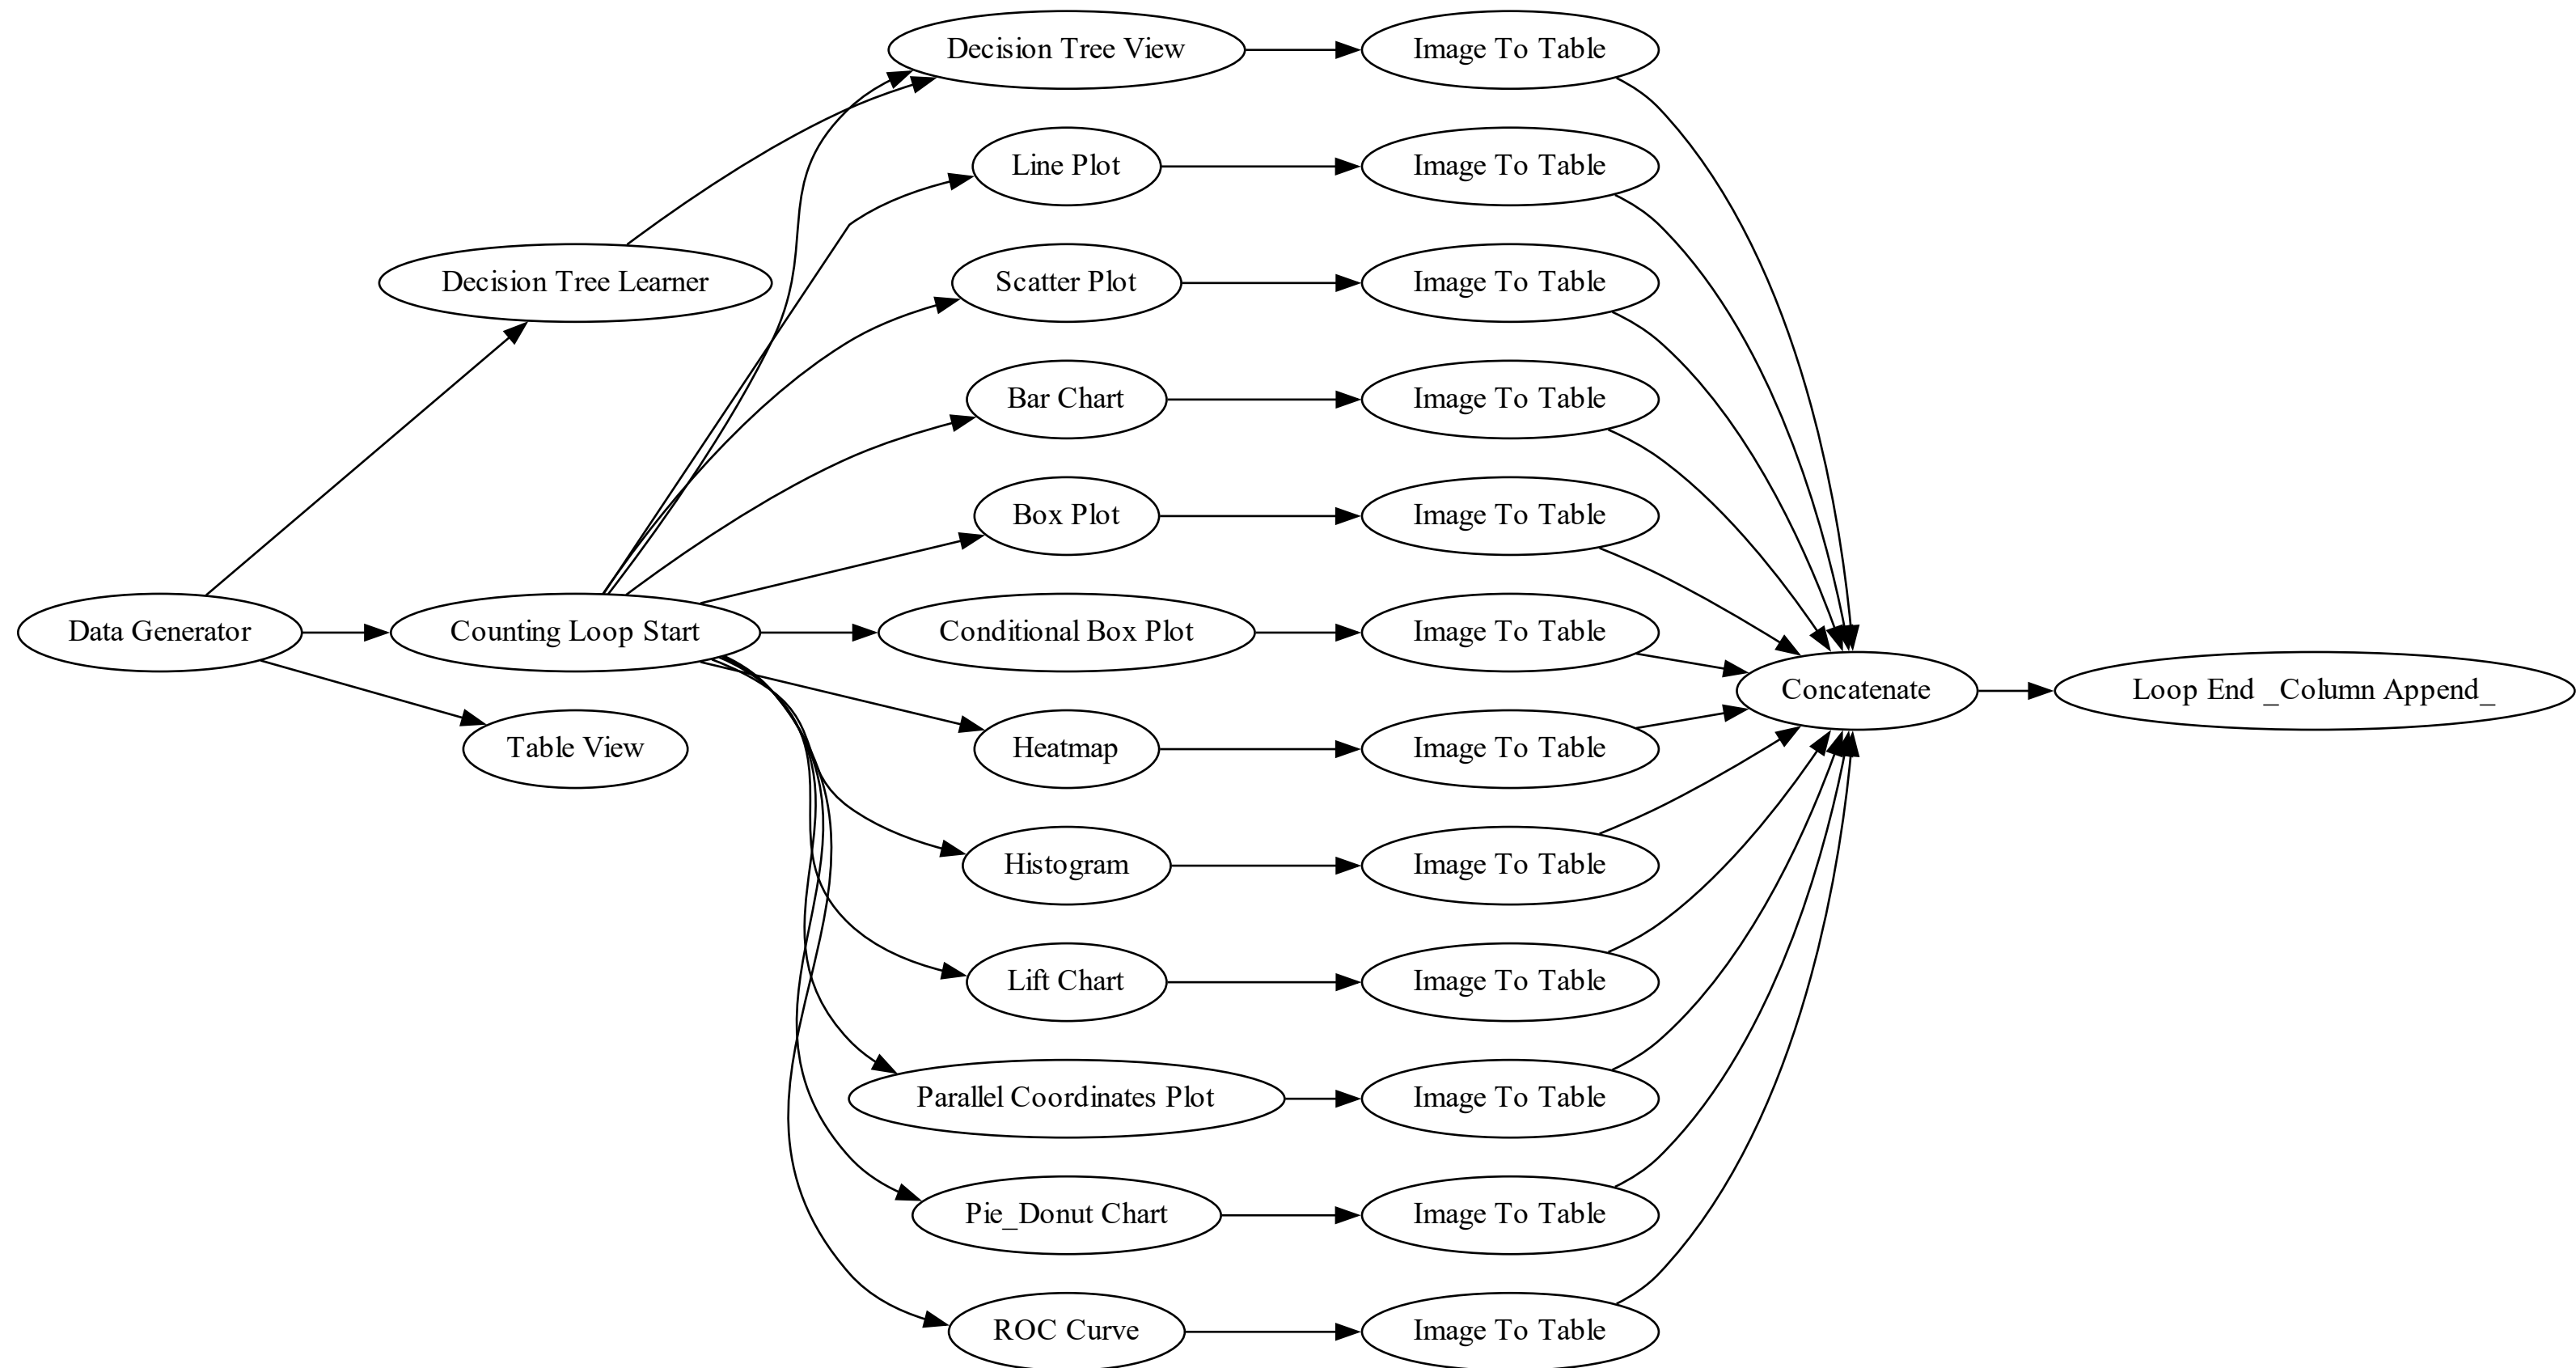 Decision Tree View
Image To Table
Line Plot
Image To Table
Decision Tree Learner
Scatter Plot
Image To Table
Bar Chart
Image To Table
Box Plot
Image To Table
Data Generator
Counting Loop Start
Conditional Box Plot
Image To Table
Concatenate
Loop End _Column Append_
Table View
Heatmap
Image To Table
Histogram
Image To Table
Lift Chart
Image To Table
Parallel Coordinates Plot
Image To Table
Pie_Donut Chart
Image To Table
ROC Curve
Image To Table